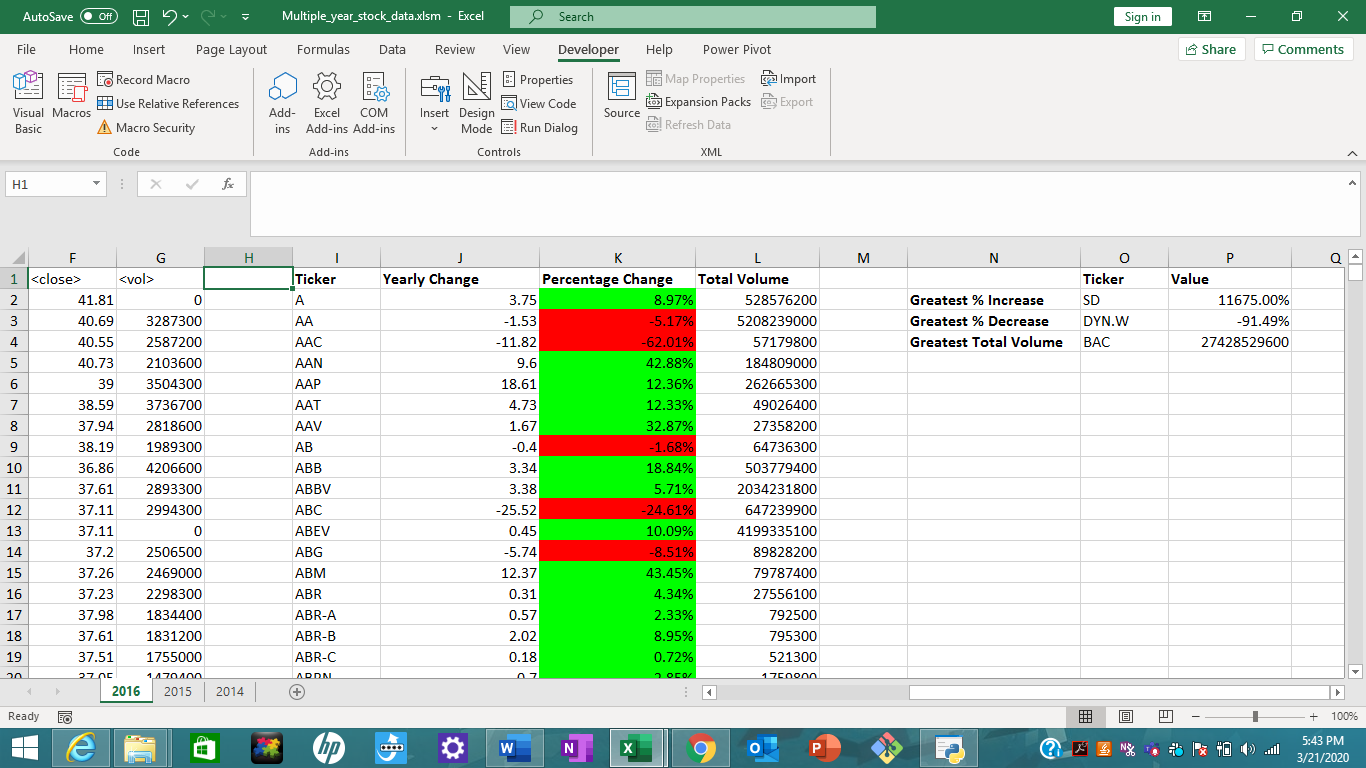 AutoSave Off Multiple_year_stock_data.xlsm - Excel Search Sign in
File Home Insert Page Layout Formulas Data Review View Developer Help Power Pivot Share Comments
Visual Basic
Macros
Record Macro
Use Relative References
Macro Security
Code
Add-ins
Excel Add-ins
COM Add-ins
Add-ins
Insert
Design Mode
Properties
View Code
Run Dialog
Controls
Source
Map Properties
Expansion Packs
Refresh Data
Import
Export
XML
H1 fx
F G H I J K L M N O P Q
1 <close> <vol> Ticker Yearly Change Percentage Change Total Volume Ticker Value
2 41.81 0 A 3.75 8.97% 528576200 Greatest % Increase SD 11675.00%
3 40.69 3287300 AA -1.53 -5.17% 5208239000 Greatest % Decrease DYN.W -91.49%
4 40.55 2587200 AAC -11.82 -62.01% 57179800 Greatest Total Volume BAC 27428529600
5 40.73 2103600 AAN 9.6 42.88% 184809000
6 39 3504300 AAP 18.61 12.36% 262665300
7 38.59 3736700 AAT 4.73 12.33% 49026400
8 37.94 2818600 AAV 1.67 32.87% 27358200
9 38.19 1989300 AB -0.4 -1.68% 64736300
10 36.86 4206600 ABB 3.34 18.84% 503779400
11 37.61 2893300 ABBV 3.38 5.71% 2034231800
12 37.11 2994300 ABC -25.52 -24.61% 647239900
13 37.11 0 ABEV 0.45 10.09% 4199335100
14 37.2 2506500 ABG -5.74 -8.51% 89828200
15 37.26 2469000 ABM 12.37 43.45% 79787400
16 37.23 2298300 ABR 0.31 4.34% 27556100
17 37.98 1834400 ABR-A 0.57 2.33% 792500
18 37.61 1831200 ABR-B 2.02 8.95% 795300
19 37.51 1755000 ABR-C 0.18 0.72% 521300
20 37.05 1479400 ABRN 0.7 2.85% 1759800
2016 2015 2014
Ready 100%
5:43 PM
3/21/2020